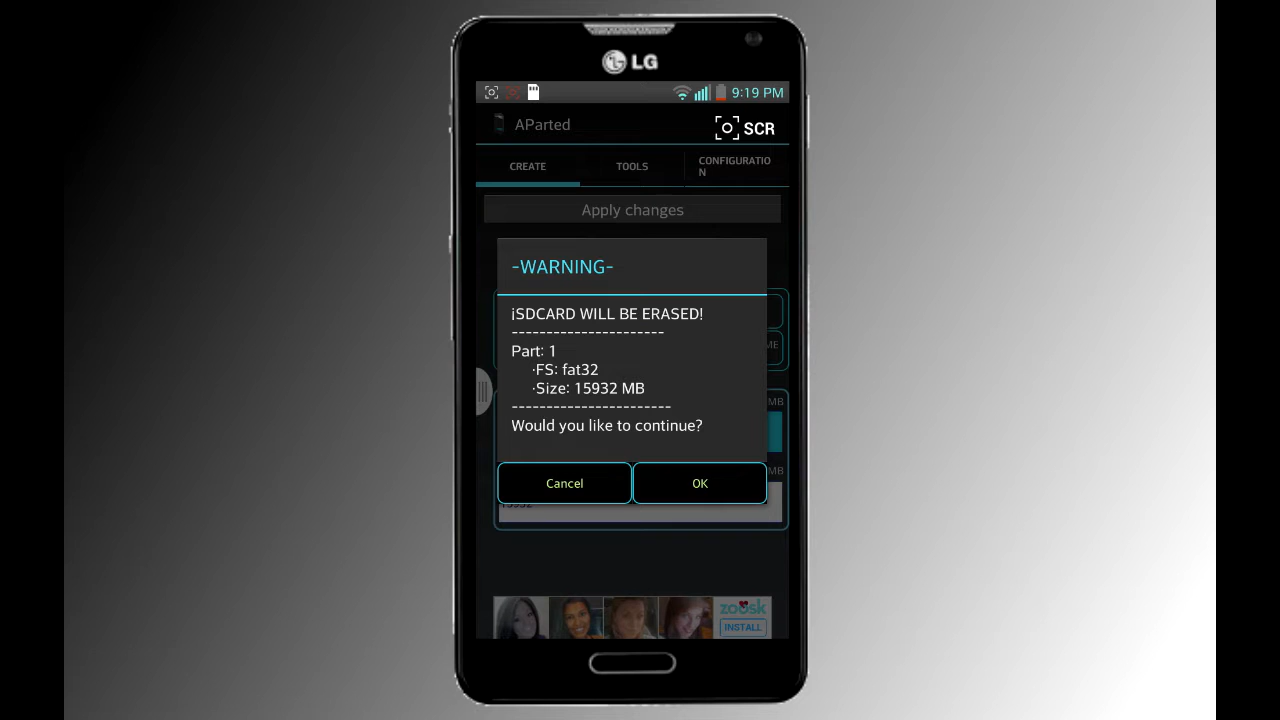 LG
9:19 PM
AParted
SCR
CREATE
TOOLS
CONFIGURATIO
N
Apply changes
-WARNING-
¡SDCARD WILL BE ERASED!
----------------------
Part: 1
·FS: fat32
·Size: 15932 MB
-----------------------
Would you like to continue?
ME
MB
MB
Cancel
OK
15932
zoosk
INSTALL